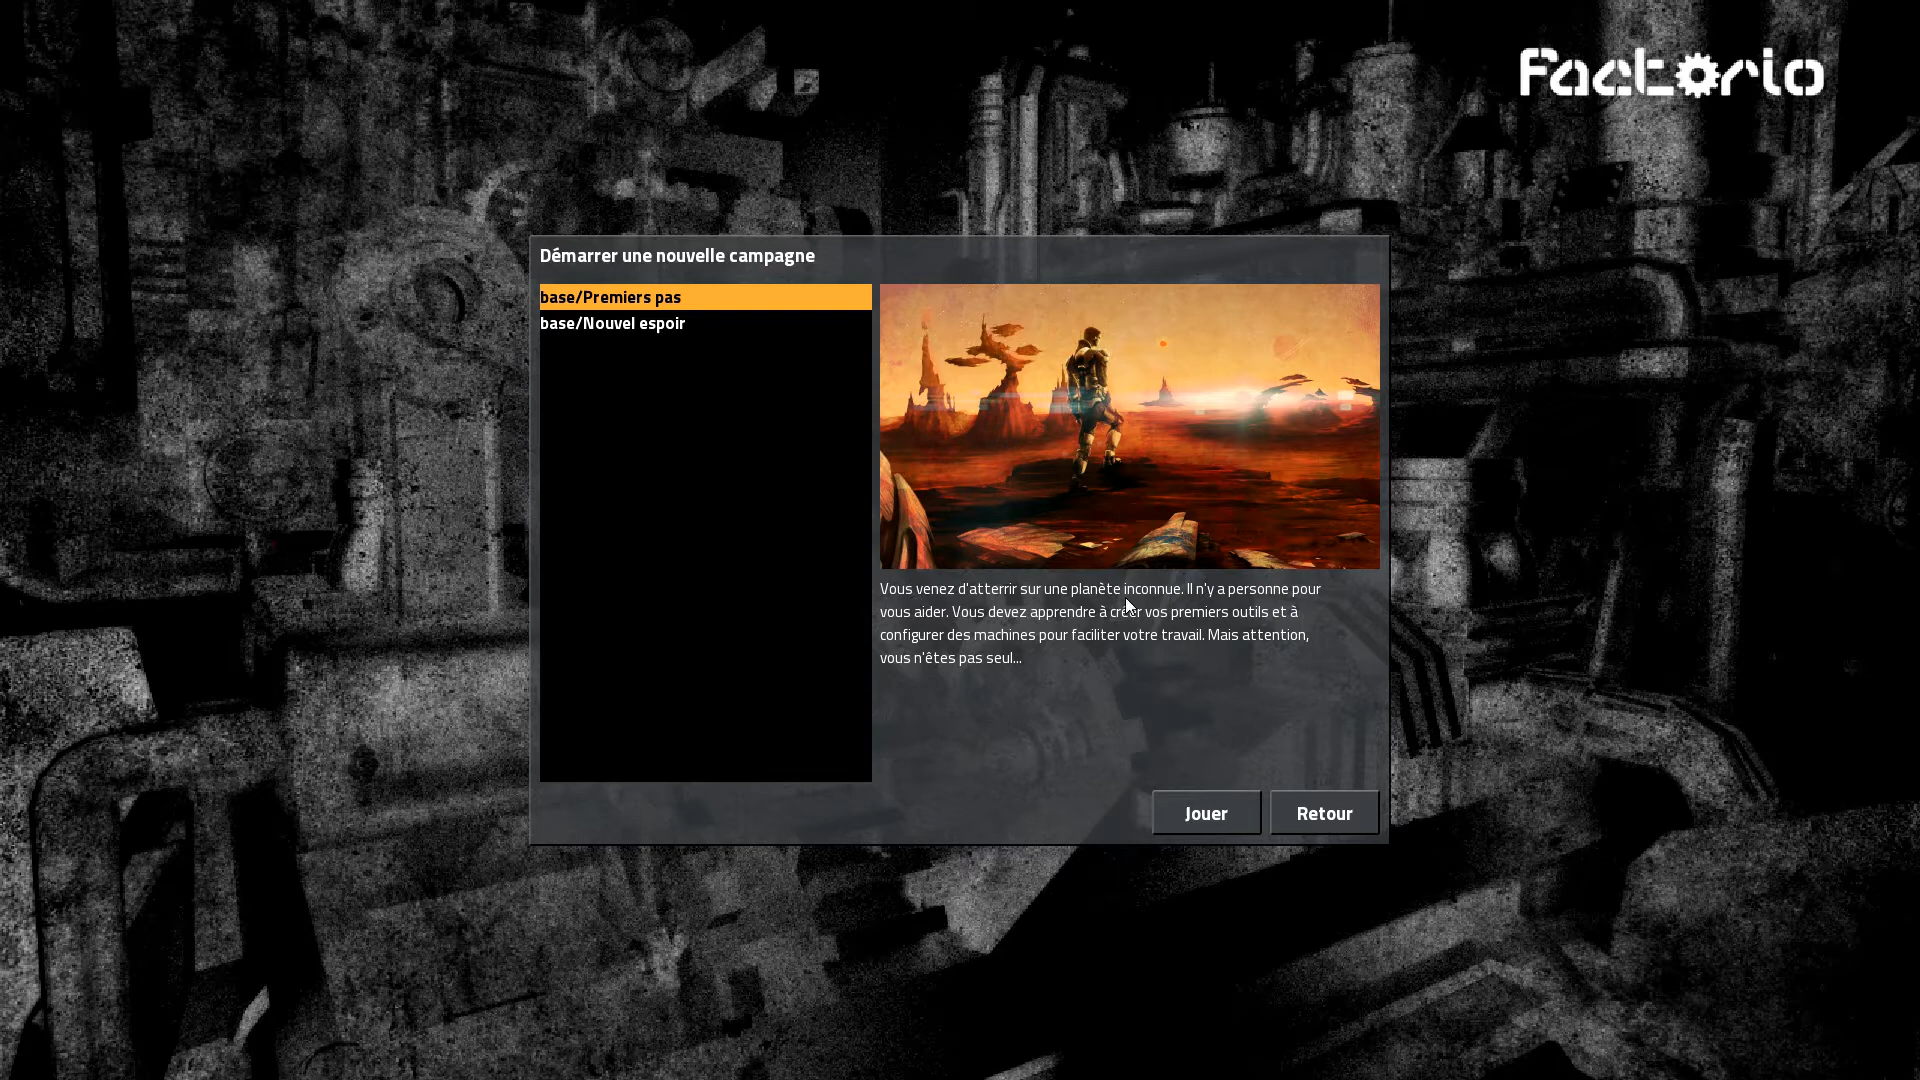 Factorio
Démarrer une nouvelle campagne
base/Premiers pas
base/Nouvel espoir
Vous venez d'atterrir sur une planète inconnue. Il n'y a personne pour
vous aider. Vous devez apprendre à créer vos premiers outils et à
configurer des machines pour faciliter votre travail. Mais attention,
vous n'êtes pas seul...
Jouer
Retour